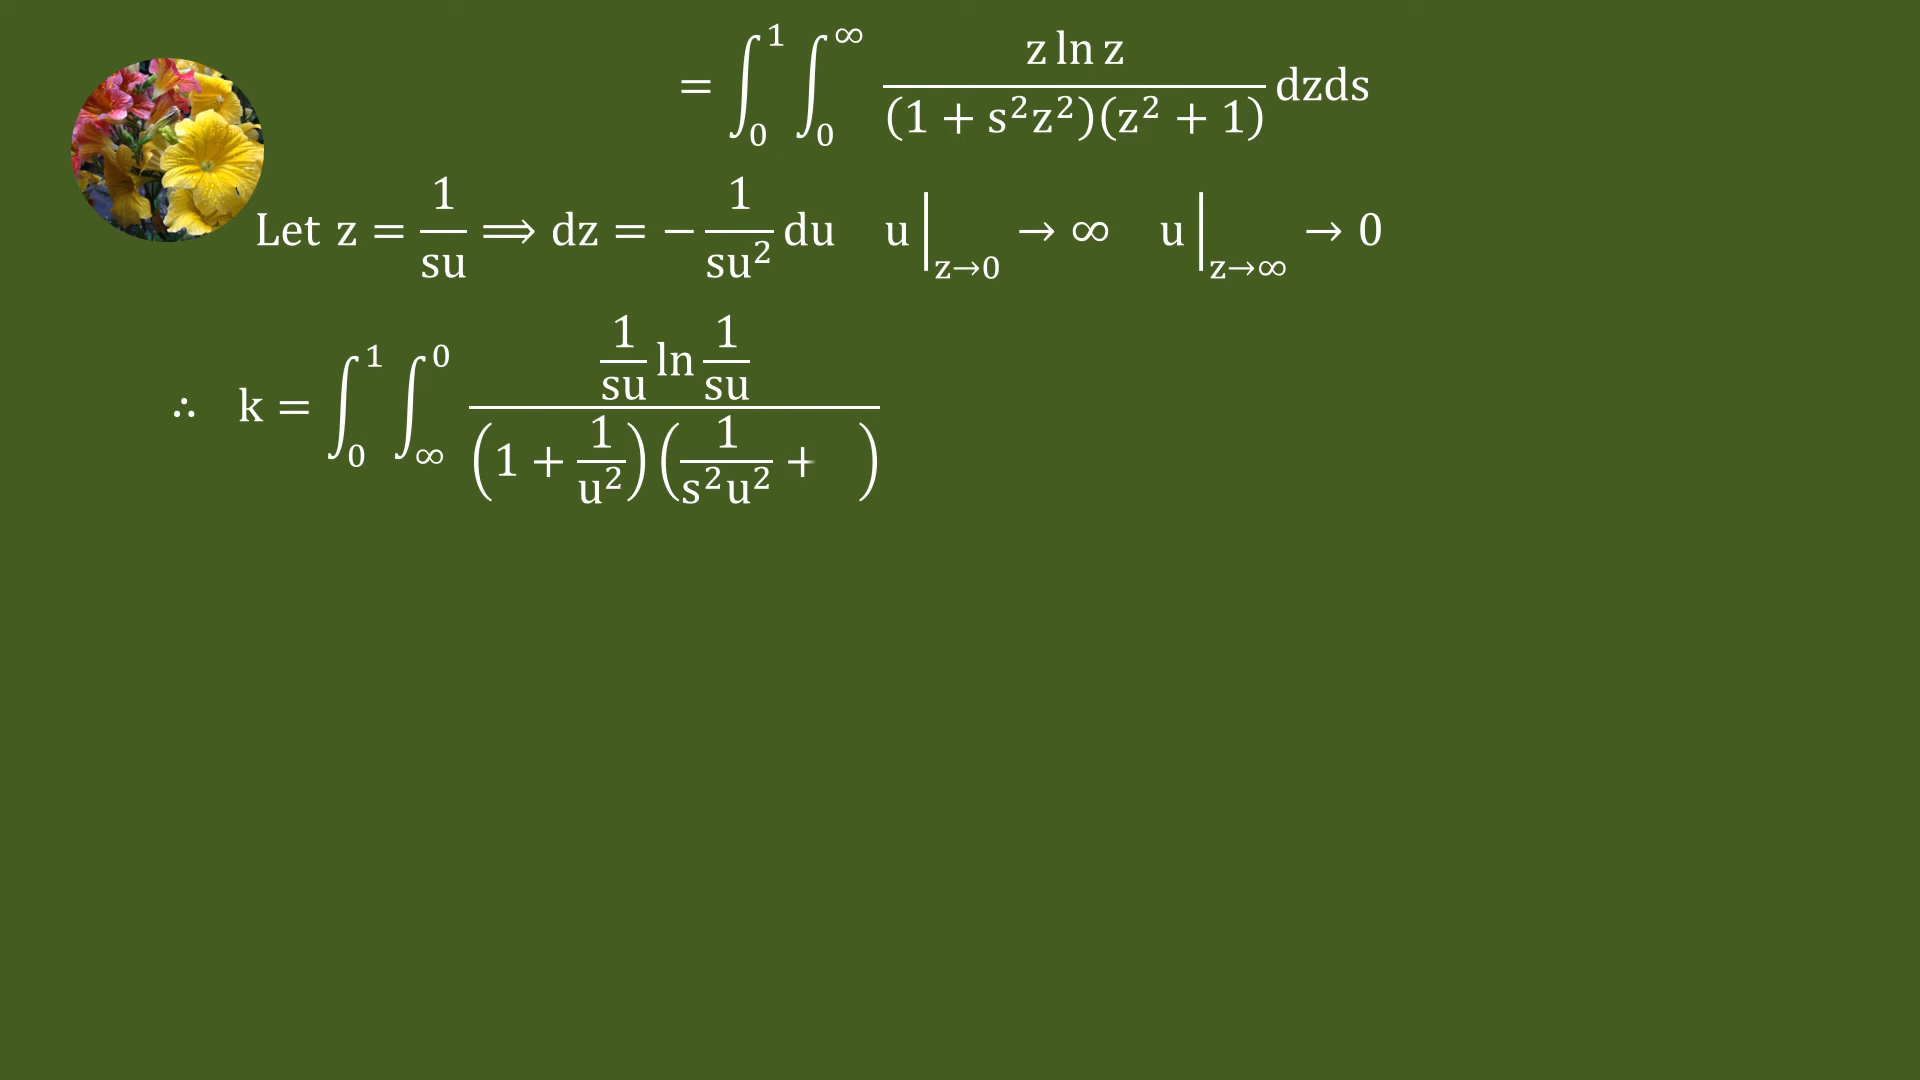 = ∫₀¹ ∫₀^∞ (z ln z)/((1 + s²z²)(z² + 1)) dzds
Let z = 1/(su) ⟹ dz = −1/(su²) du  u|_{z→0} → ∞  u|_{z→∞} → 0
∴ k = ∫₀¹ ∫_∞^0 (1/(su) ln 1/(su))/((1 + 1/u²)(1/(s²u²) + ))